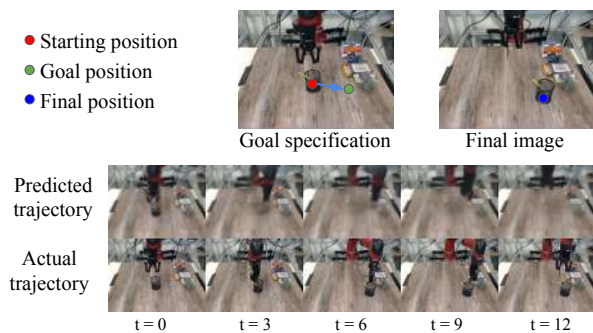 Starting position
Goal position
Final position
Goal specification
Final image
Predicted
trajectory
Actual
trajectory
t = 0
t = 3
t = 6
t = 9
t = 12